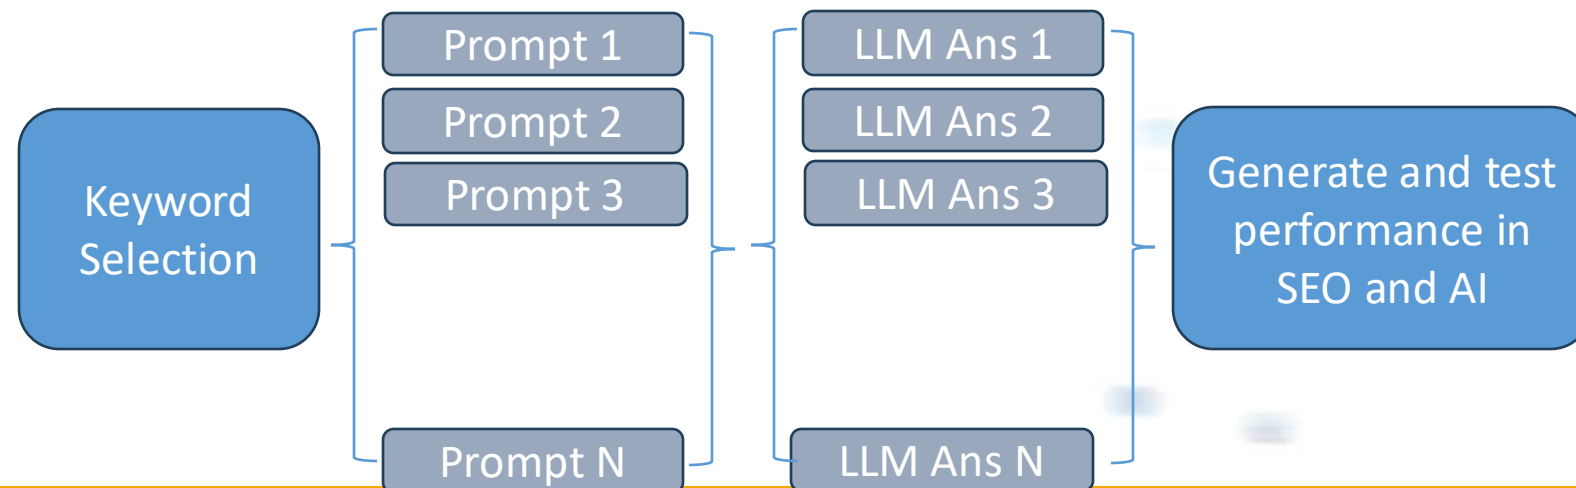 Keyword
Selection
Prompt 1
Prompt 2
Prompt 3
Prompt N
LLM Ans 1
LLM Ans 2
LLM Ans 3
LLM Ans N
Generate and test
performance in
SEO and AI